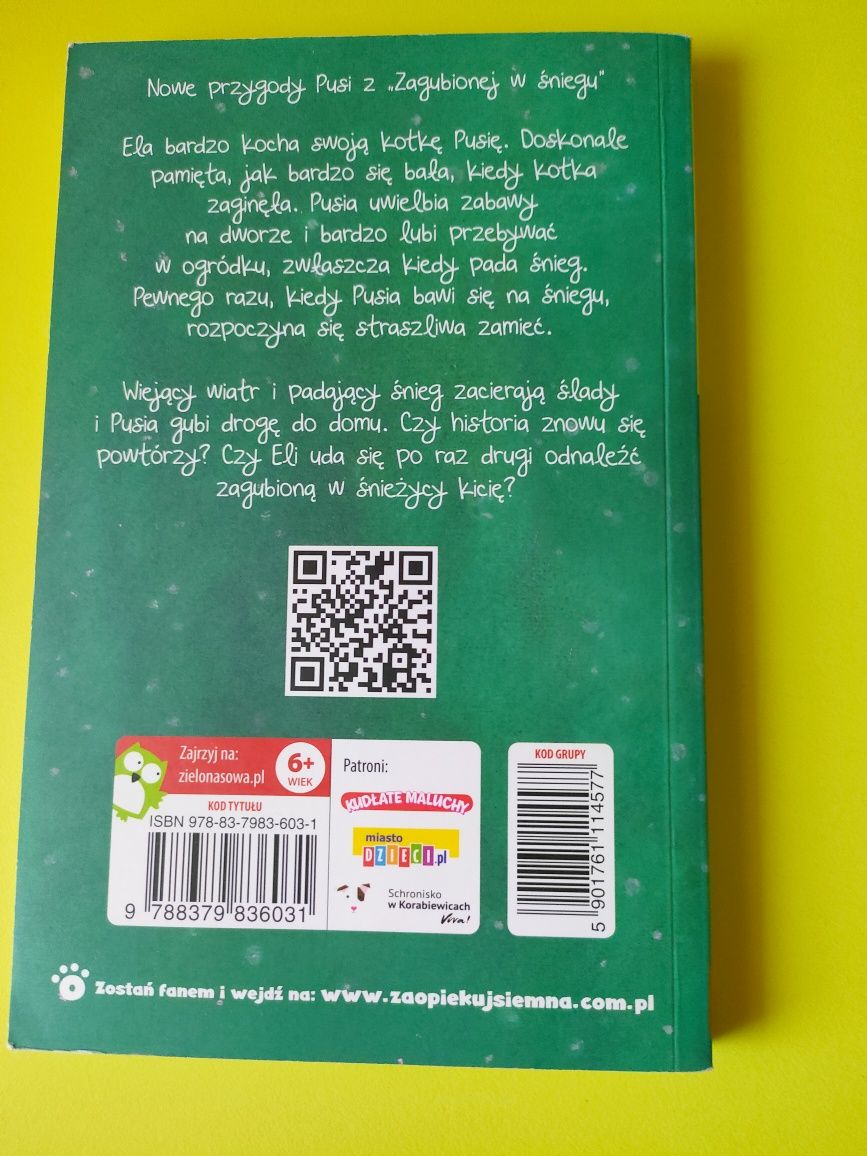 Nowe przygody Pusi z „Zagubionej w śniegu"
Ela bardzo kocha swoją kotkę Pusię. Doskonale
pamięta, jak bardzo się bała, kiedy kotka
zaginęła. Pusia uwielbia zabawy
na dworze i bardzo lubi przebywać
w ogródku, zwłaszcza kiedy pada śnieg.
Pewnego razu, kiedy Pusia bawi się na śniegu,
rozpoczyna się straszliwa zamieć.
Wiejący wiatr i padający śnieg zacierają ślady
i Pusia gubi drogę do domu. Czy historia znowu się
powtórzy? Czy Eli uda się po raz drugi odnaleźć
zagubioną w śnieżycy kicię?
Zajrzyj na:
zielonasowa.pl
6+
WIEK
KOD TYTUŁU
ISBN 978-83-7983-603-1
9 788379 836031
Patroni:
KUDŁATE MALUCHY
miasto
DZIECI.pl
Schronisko
w Korabiewicach
Viva!
KOD GRUPY
5 901761 114577
Zostań fanem i wejdź na: www.zaopiekujsiemna.com.pl